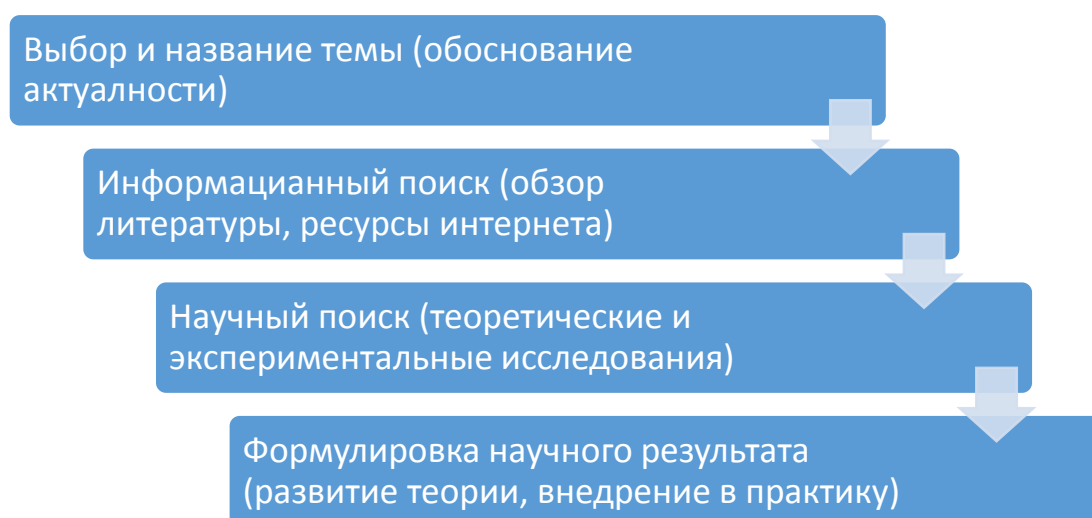 Выбор и название темы (обоснование
актуалности)
Информацианный поиск (обзор
литературы, ресурсы интернета)
Научный поиск (теоретические и
экспериментальные исследования)
Формулировка научного результата
(развитие теории, внедрение в практику)